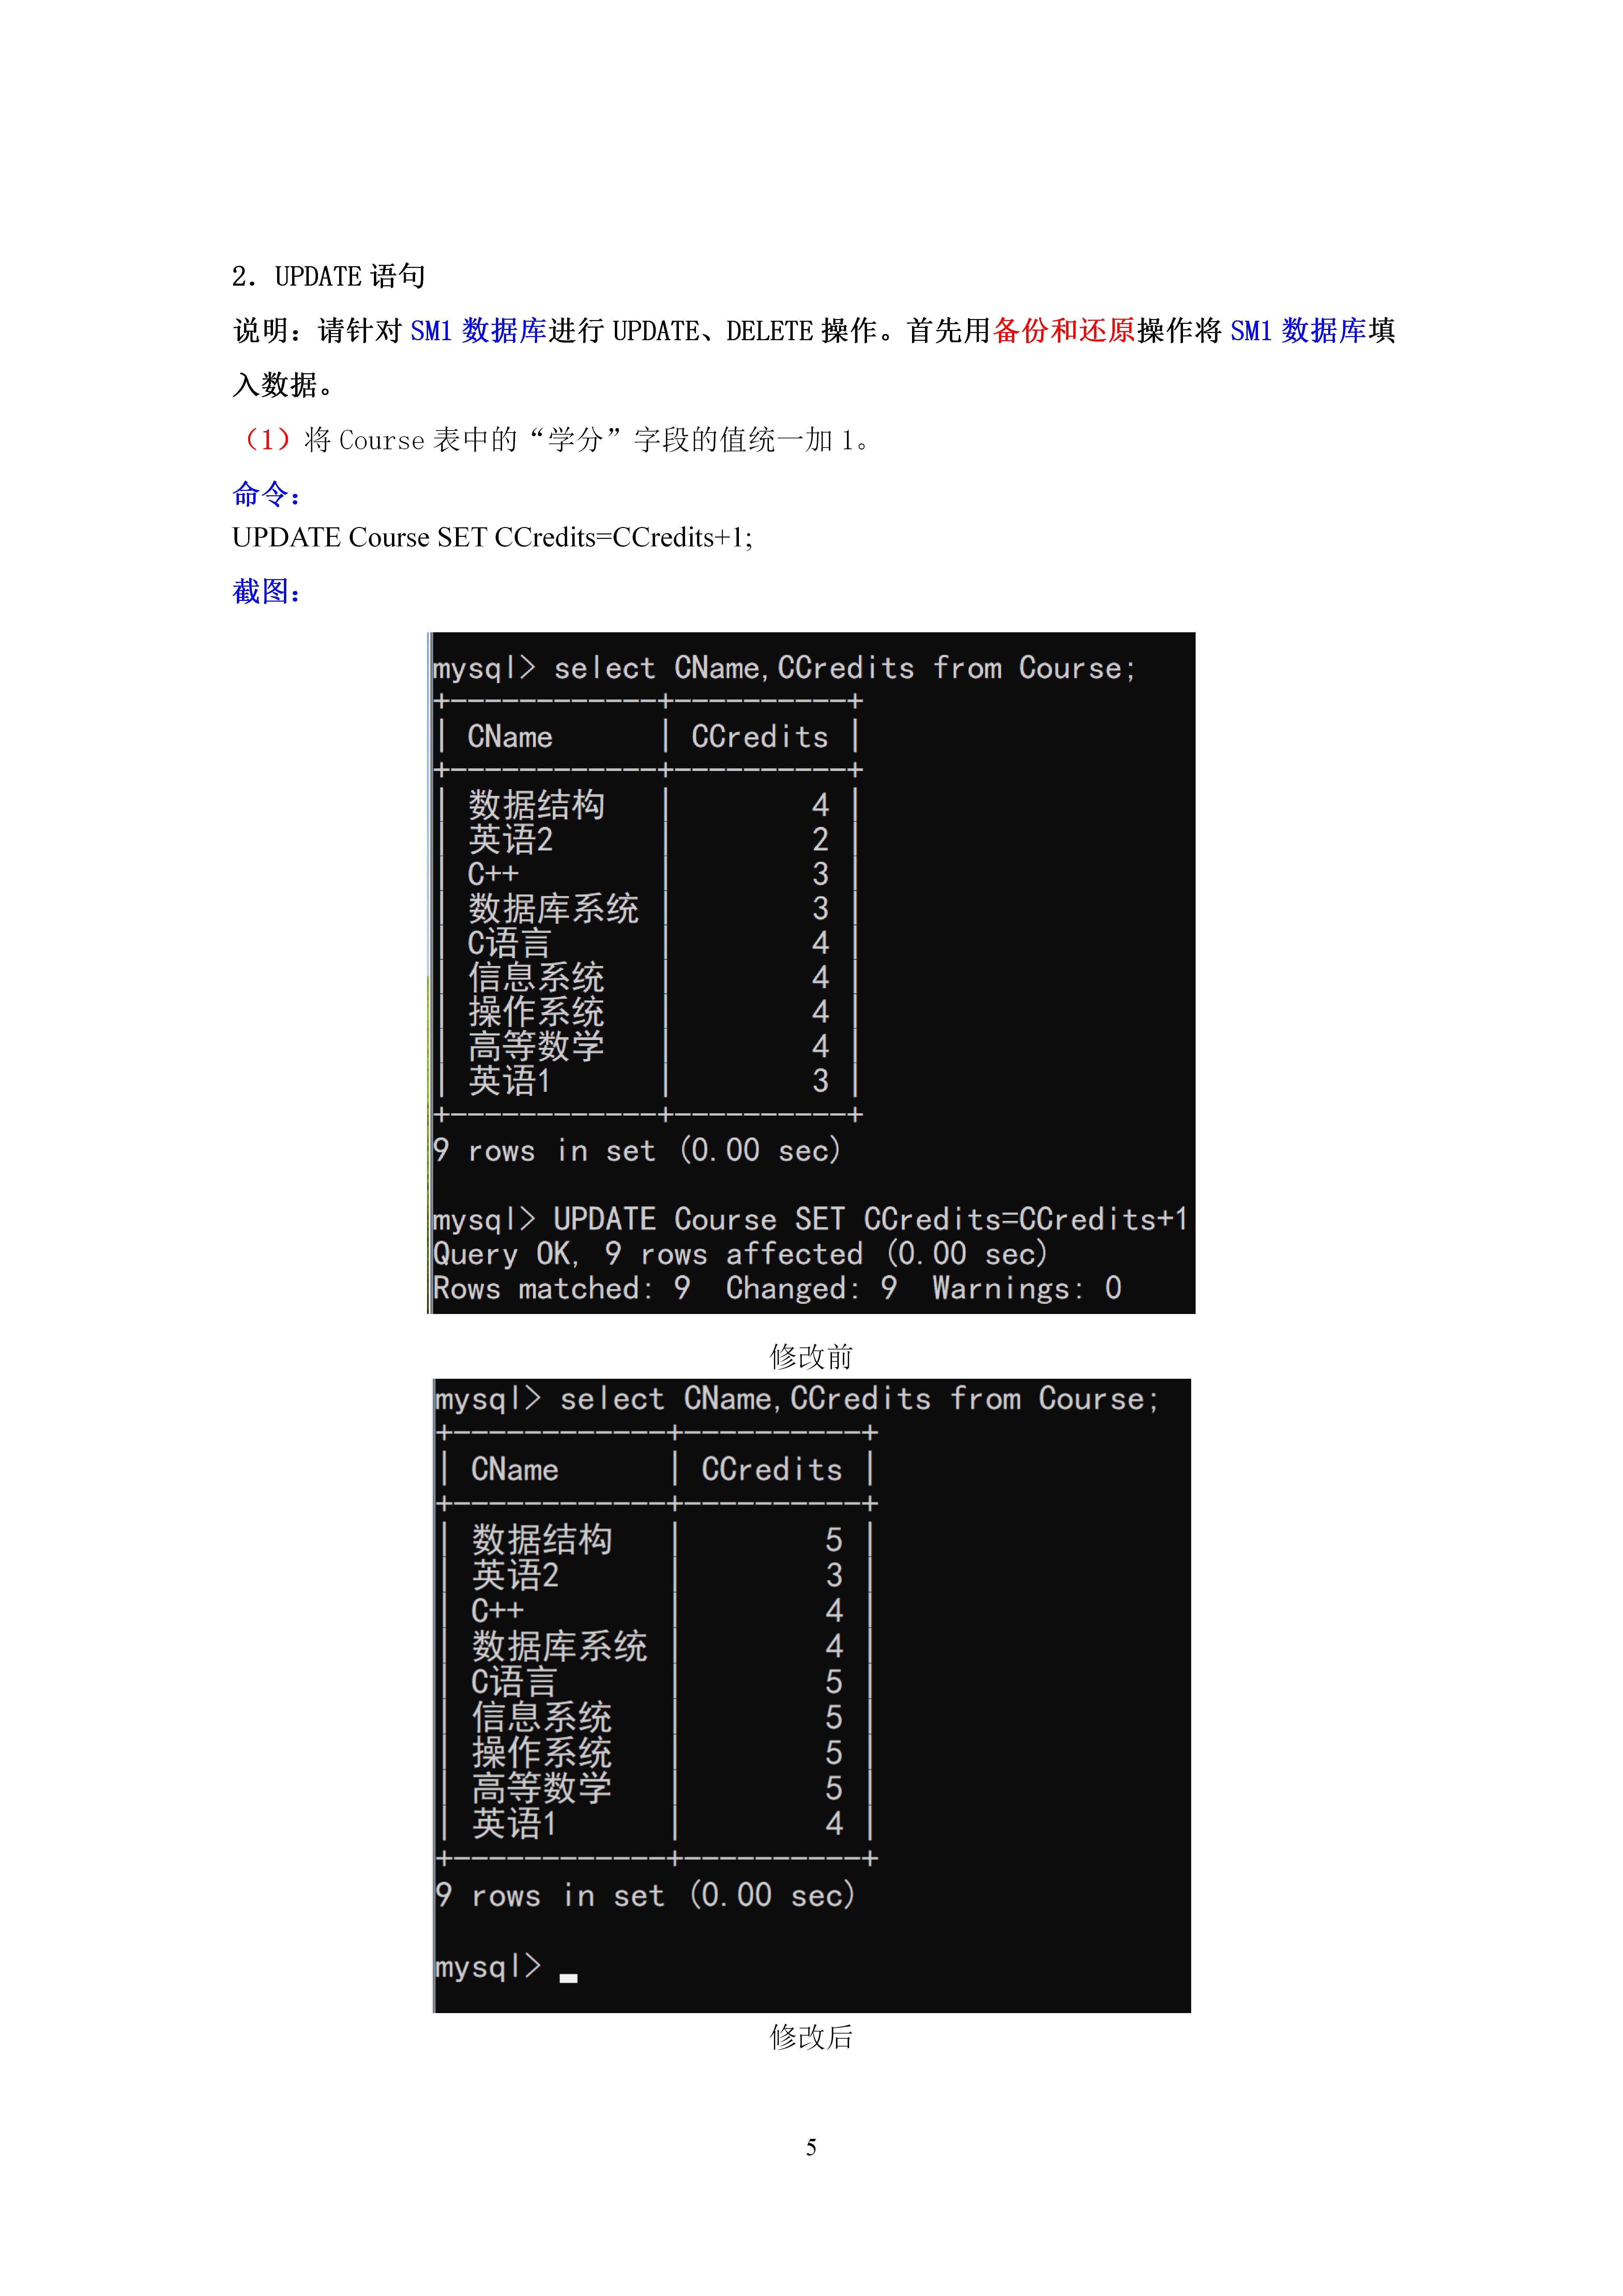 2. UPDATE 语句
说明：请针对 SM1 数据库进行 UPDATE、DELETE 操作。首先用备份和还原操作将 SM1 数据库填
入数据。
（1）将 Course 表中的“学分”字段的值统一加 1。
命令：
UPDATE Course SET CCredits=CCredits+1;
截图：
mysql> select CName,CCredits from Course;
+------------+----------+
| CName      | CCredits |
+------------+----------+
| 数据结构   |        4 |
| 英语2      |        2 |
| C++        |        3 |
| 数据库系统 |        3 |
| C语言      |        4 |
| 信息系统   |        4 |
| 操作系统   |        4 |
| 高等数学   |        4 |
| 英语1      |        3 |
+------------+----------+
9 rows in set (0.00 sec)
mysql> UPDATE Course SET CCredits=CCredits+1
Query OK, 9 rows affected (0.00 sec)
Rows matched: 9  Changed: 9  Warnings: 0
修改前
mysql> select CName,CCredits from Course;
+------------+----------+
| CName      | CCredits |
+------------+----------+
| 数据结构   |        5 |
| 英语2      |        3 |
| C++        |        4 |
| 数据库系统 |        4 |
| C语言      |        5 |
| 信息系统   |        5 |
| 操作系统   |        5 |
| 高等数学   |        5 |
| 英语1      |        4 |
+------------+----------+
9 rows in set (0.00 sec)
mysql> _
修改后
5